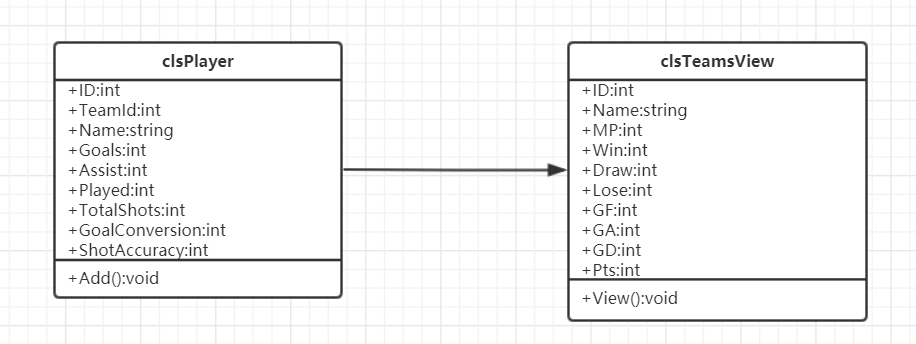 clsPlayer
+ID:int
+TeamId:int
+Name:string
+Goals:int
+Assist:int
+Played:int
+TotalShots:int
+GoalConversion:int
+ShotAccuracy:int
+Add():void
clsTeamsView
+ID:int
+Name:string
+MP:int
+Win:int
+Draw:int
+Lose:int
+GF:int
+GA:int
+GD:int
+Pts:int
+View():void